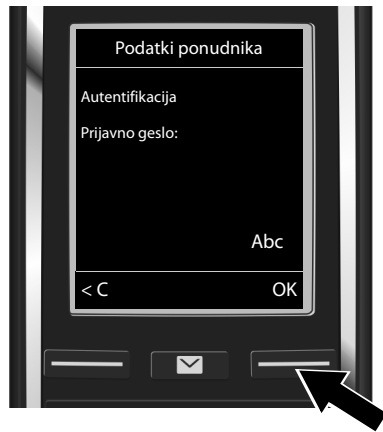 Podatki ponudnika
Autentifikacija
Prijavno geslo:
Abc
< C OK